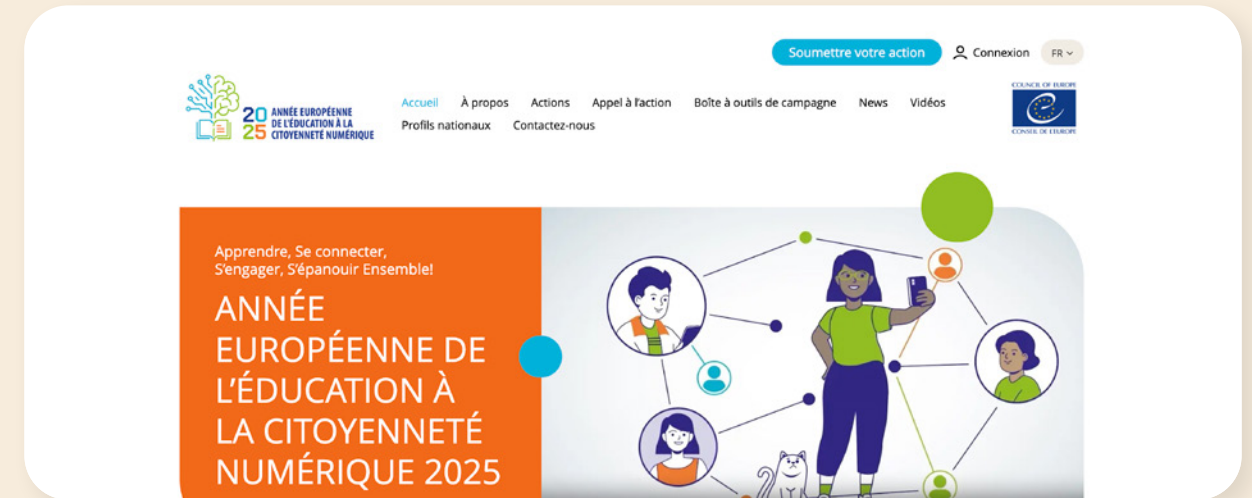 Soumettre votre action
Connexion
FR
2025
ANNÉE EUROPÉENNE
DE L'ÉDUCATION À LA
CITOYENNETÉ NUMÉRIQUE
Accueil À propos Actions Appel à l'action Boîte à outils de campagne News Vidéos
Profils nationaux Contactez-nous
COUNCIL OF EUROPE
CONSEIL DE L'EUROPE
Apprendre, Se connecter,
S'engager, S'épanouir Ensemble!
ANNÉE
EUROPÉENNE DE
L'ÉDUCATION À
LA CITOYENNETÉ
NUMÉRIQUE 2025